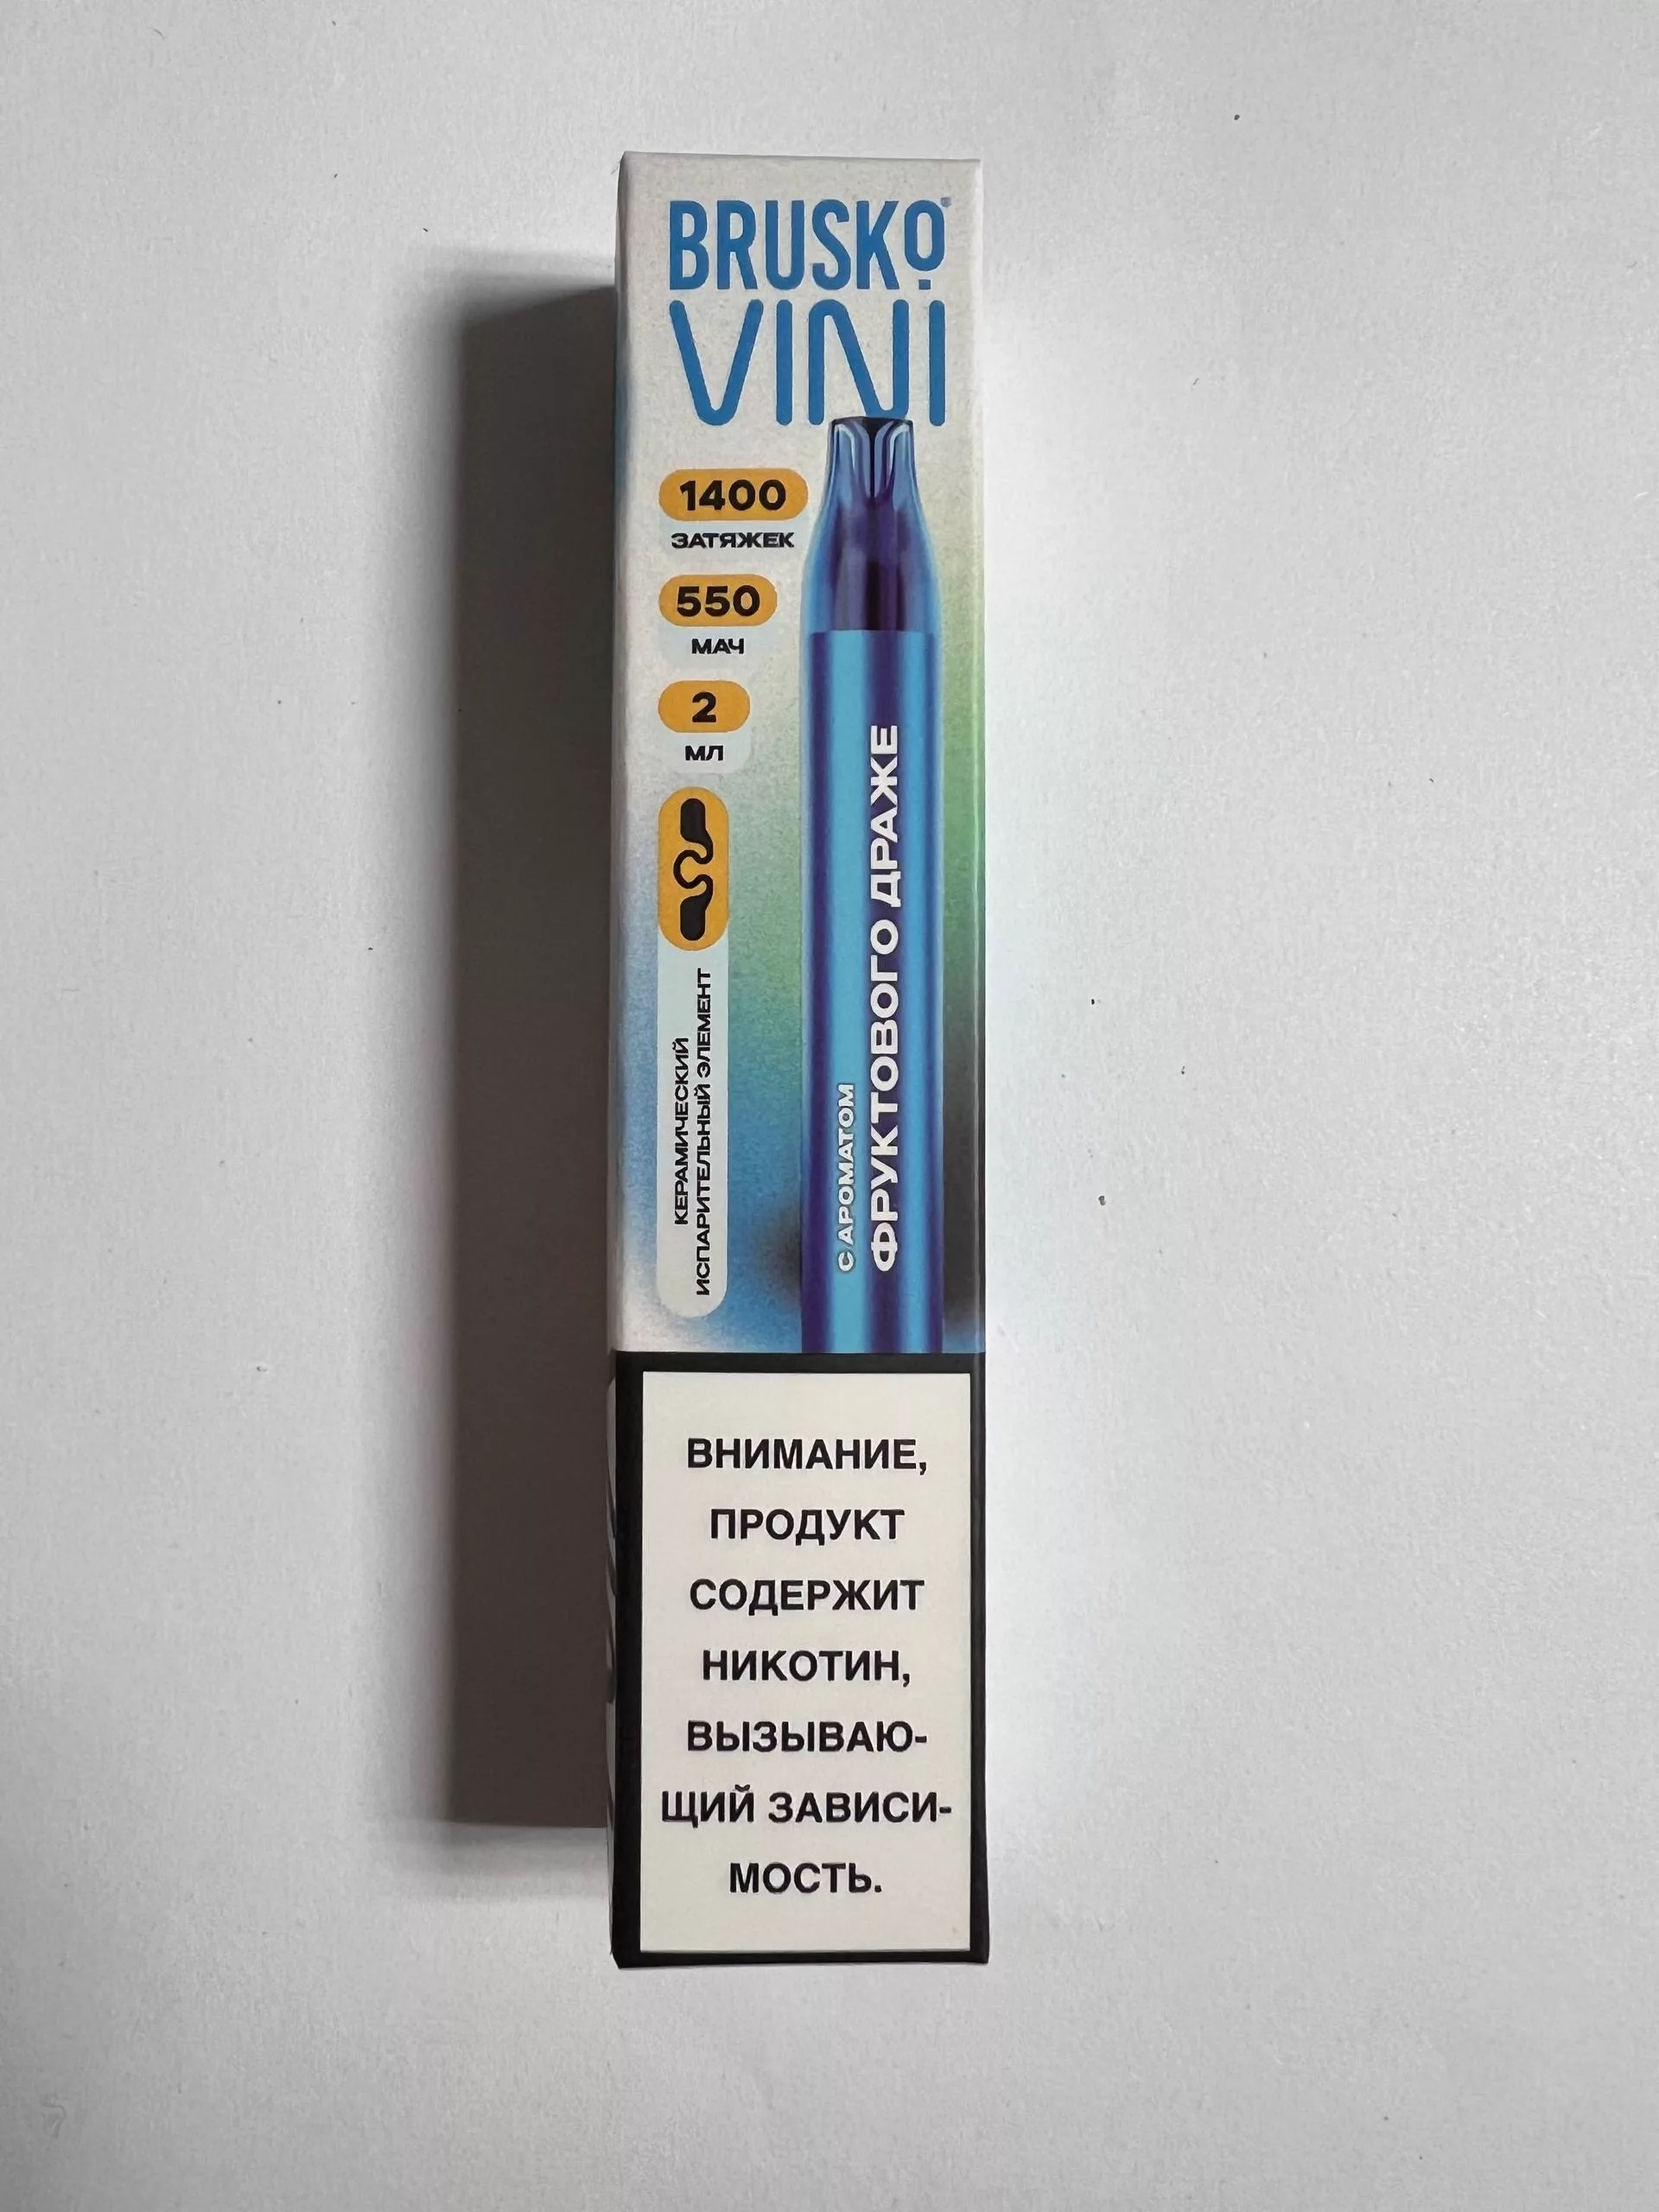 BRUSKO
VINI
1400
ЗАТЯЖЕК
550
МАЧ
2
МЛ
КЕРАМИЧЕСКИЙ
ИСПАРИТЕЛЬНЫЙ ЭЛЕМЕНТ
С АРОМАТОМ
ФРУКТОВОГО ДРАЖЕ
ВНИМАНИЕ,
ПРОДУКТ
СОДЕРЖИТ
НИКОТИН,
ВЫЗЫВАЮ-
ЩИЙ ЗАВИСИ-
МОСТЬ.